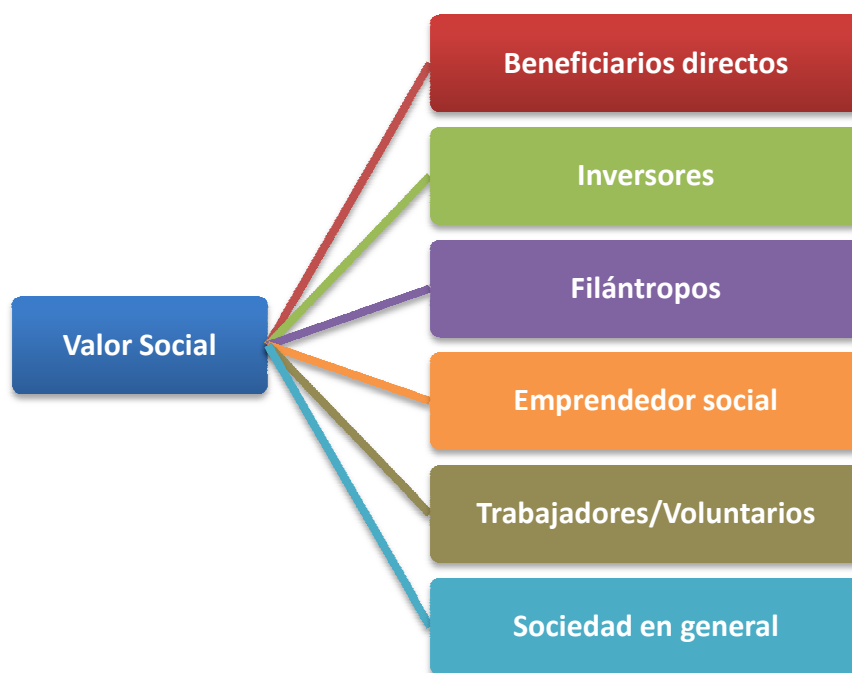 Beneficiarios directos
Inversores
Filántropos
Valor Social
Emprendedor social
Trabajadores/Voluntarios
Sociedad en general